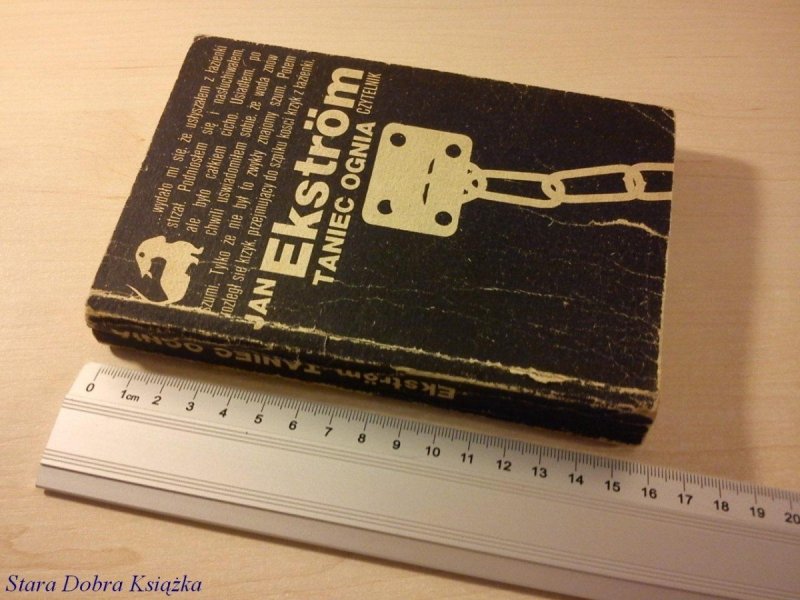 ...wydało mi się, że usłyszałem z łazienki
strzał. Podniosłem się i nasłuchiwałem,
ale było całkiem cicho. Usiadłem, po
chwili uświadomiłem sobie, że woda znów
szumi. Tylko że nie był to zwykły znajomy szum. Potem
rozległ się krzyk, przejmujący do szpiku kości krzyk z łazienki.
JAN Ekström
TANIEC OGNIA CZYTELNIK
Ekström - TANIEC OGNIA
0 1cm 2 3 4 5 6 7 8 9 10 11 12 13 14 15 16 17 18 19 20
Stara Dobra Książka